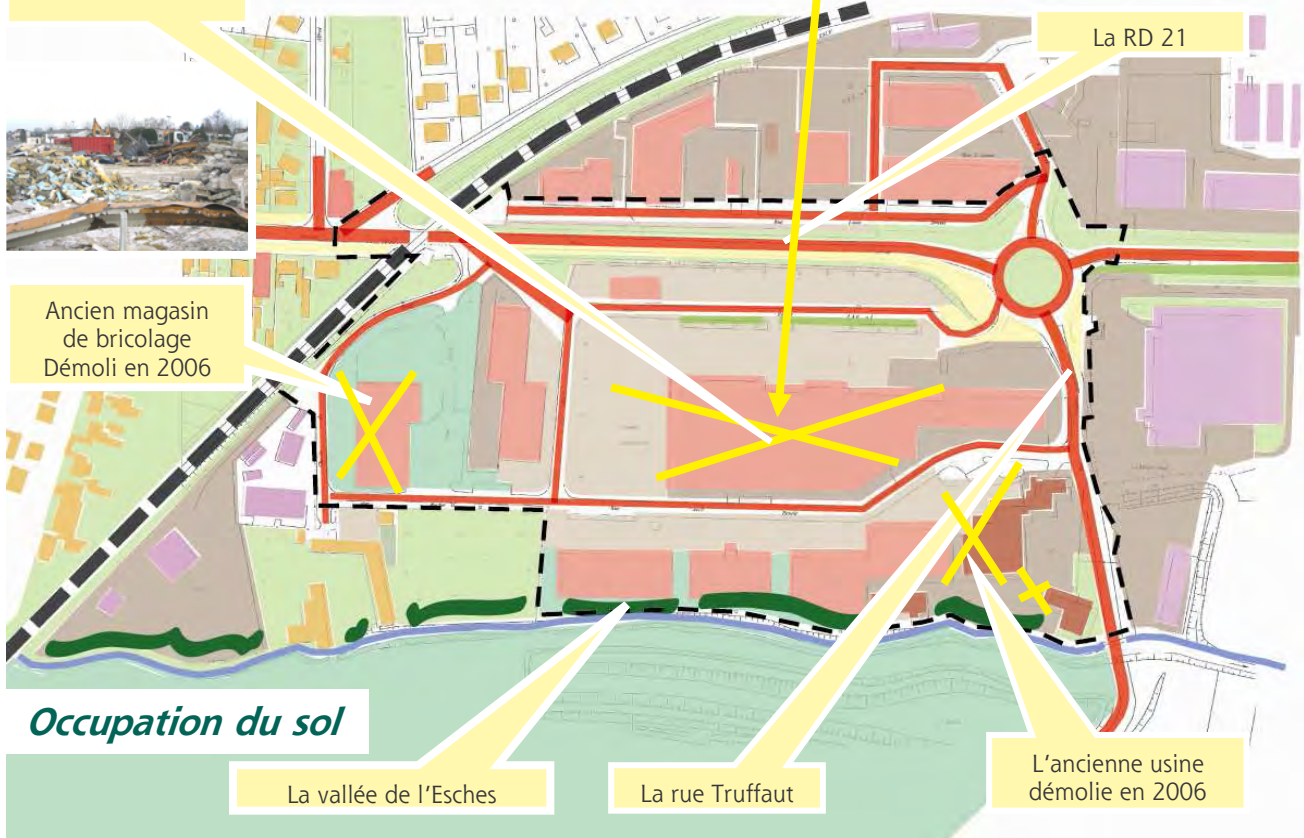 La RD 21
Ancien magasin
de bricolage
Démoli en 2006
Occupation du sol
La vallée de l'Esches
La rue Truffaut
L'ancienne usine
démolie en 2006